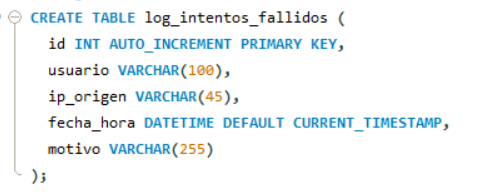 CREATE TABLE log_intentos_fallidos (
id INT AUTO_INCREMENT PRIMARY KEY,
usuario VARCHAR(100),
ip_origen VARCHAR(45),
fecha_hora DATETIME DEFAULT CURRENT_TIMESTAMP,
motivo VARCHAR(255)
);